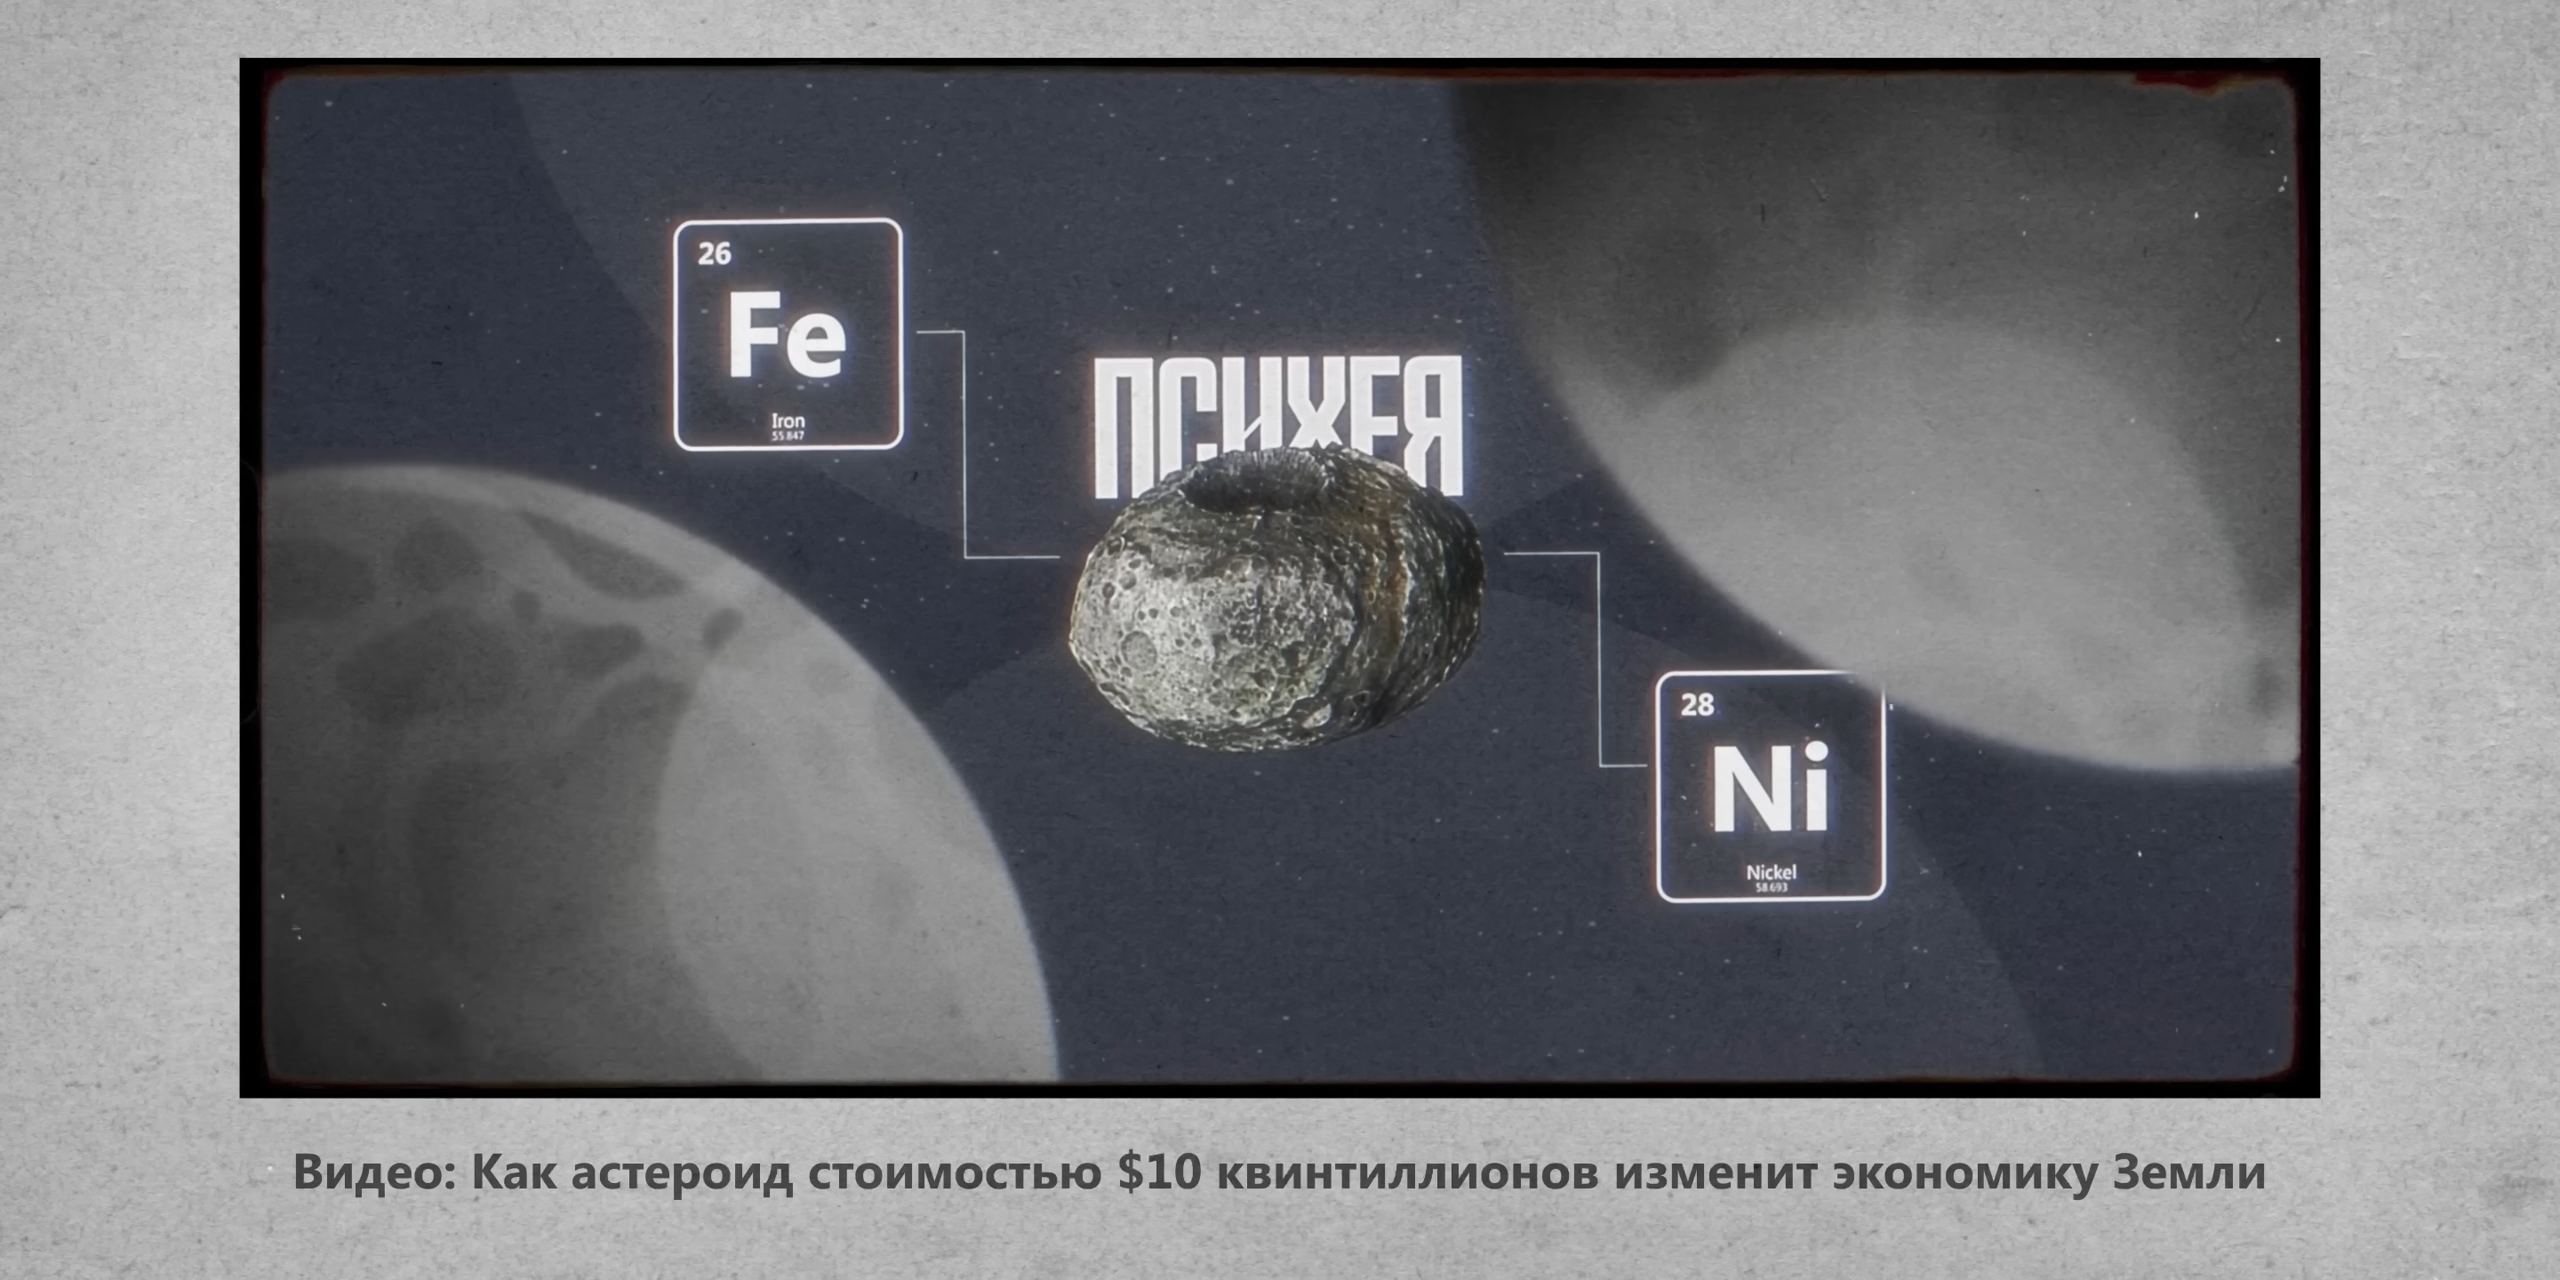 26
Fe
Iron
55.847
ПСИХЕЯ
28
Ni
Nickel
58.693
Видео: Как астероид стоимостью $10 квинтиллионов изменит экономику Земли